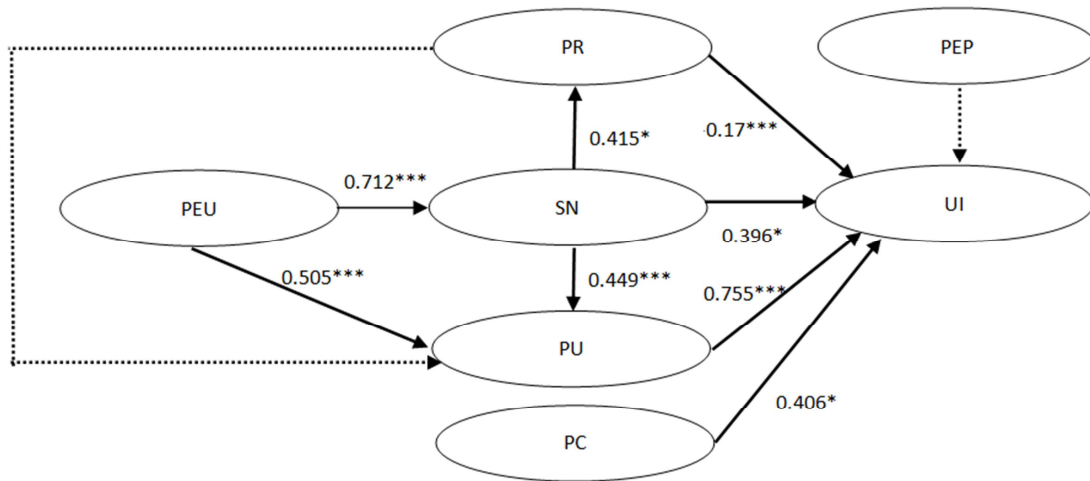 PR
PEP
0.415*
-0.17***
0.712***
PEU
SN
UI
0.396*
0.505***
0.449***
0.755***
PU
0.406*
PC